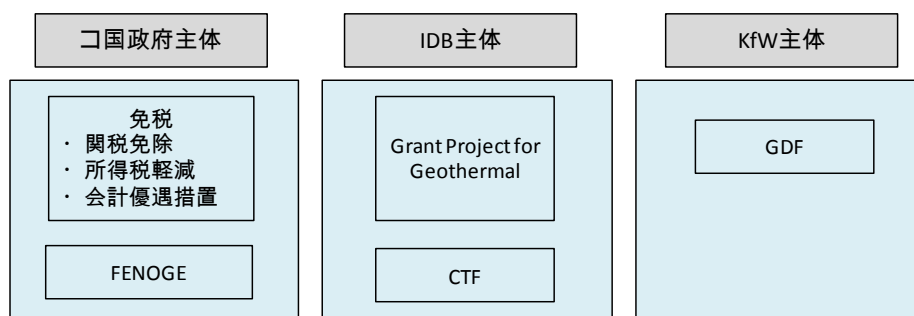 コ国政府主体
免税
・ 関税免除
・ 所得税軽減
・ 会計優遇措置
FENOGE
IDB主体
Grant Project for
Geothermal
CTF
KfW主体
GDF